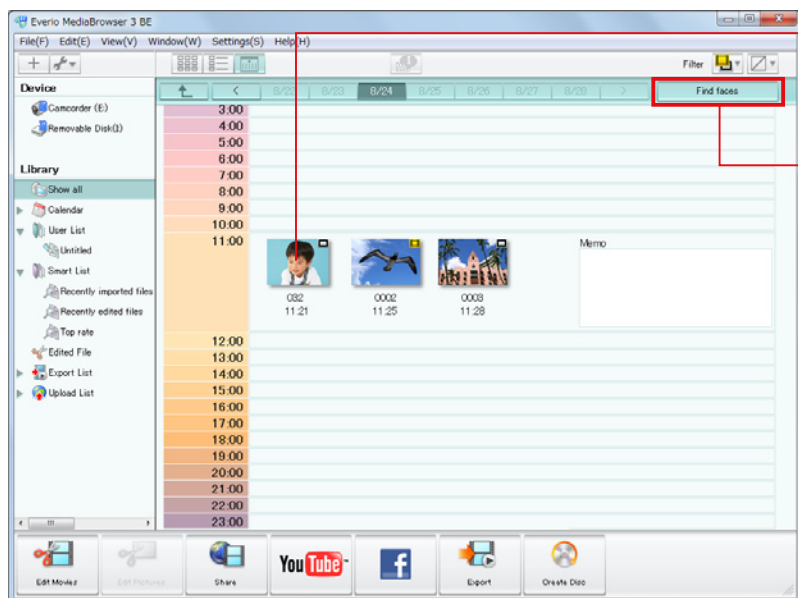 Everio MediaBrowser 3 BE
File(F) Edit(E) View(V) Window(W) Settings(S) Help(H)
Filter
Device
Camcorder (E:)
Removable Disk(I)
Library
Show all
Calendar
User List
Untitled
Smart List
Recently imported files
Recently edited files
Top rate
Edited File
Export List
Upload List
< 8/22 8/23 8/24 8/25 8/26 8/27 8/28 > Find faces
3:00
4:00
5:00
6:00
7:00
8:00
9:00
10:00
11:00
Memo
032 0002 0003
11:21 11:25 11:28
12:00
13:00
14:00
15:00
16:00
17:00
18:00
19:00
20:00
21:00
22:00
23:00
Edit Movies Edit Pictures Share YouTube f Export Create Disc